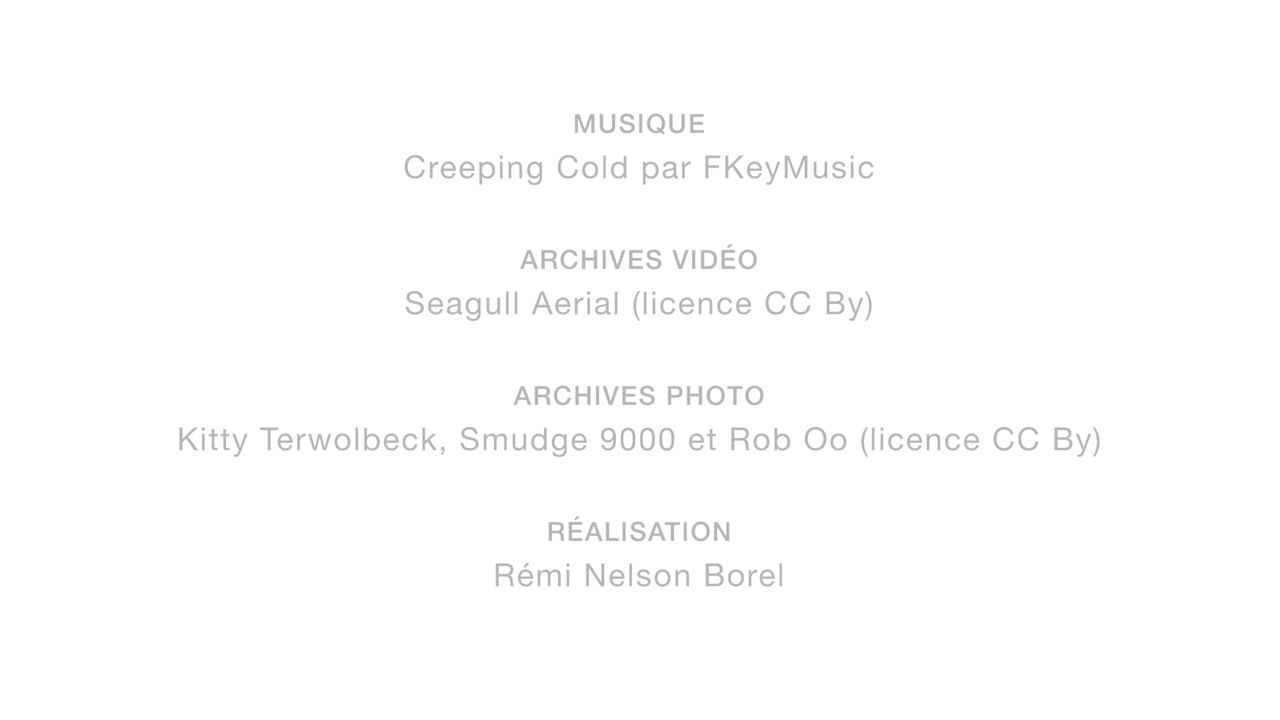 MUSIQUE
Creeping Cold par FKeyMusic
ARCHIVES VIDÉO
Seagull Aerial (licence CC By)
ARCHIVES PHOTO
Kitty Terwolbeck, Smudge 9000 et Rob Oo (licence CC By)
RÉALISATION
Rémi Nelson Borel